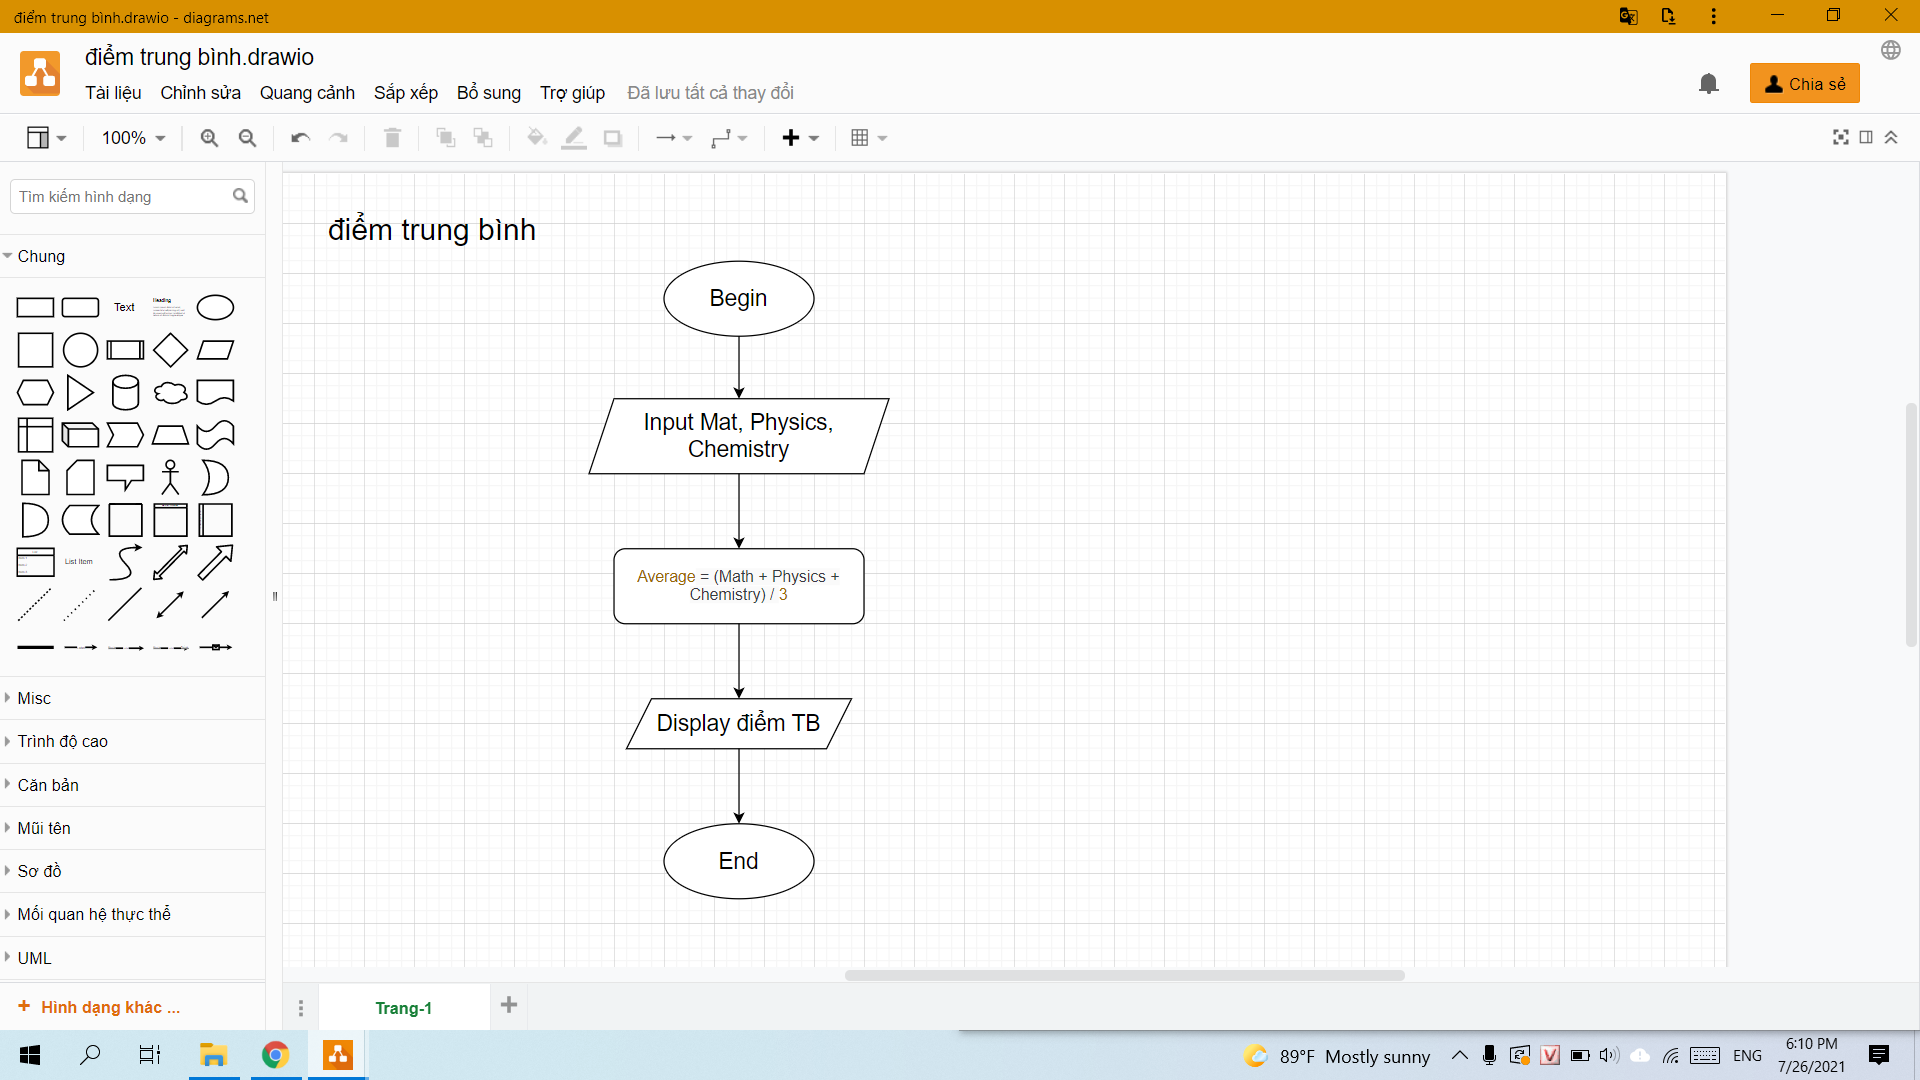 điểm trung bình.drawio - diagrams.net
điểm trung bình.drawio
Tài liệu Chỉnh sửa Quang cảnh Sắp xếp Bổ sung Trợ giúp Đã lưu tất cả thay đổi
Chia sẻ
100%
Tìm kiếm hình dạng
Chung
Text
Heading
List Item
Misc
Trình độ cao
Căn bản
Mũi tên
Sơ đồ
Mối quan hệ thực thể
UML
+ Hình dạng khác ...
điểm trung bình
Begin
Input Mat, Physics,
Chemistry
Average = (Math + Physics +
Chemistry) / 3
Display điểm TB
End
Trang-1
89°F Mostly sunny
ENG
6:10 PM
7/26/2021